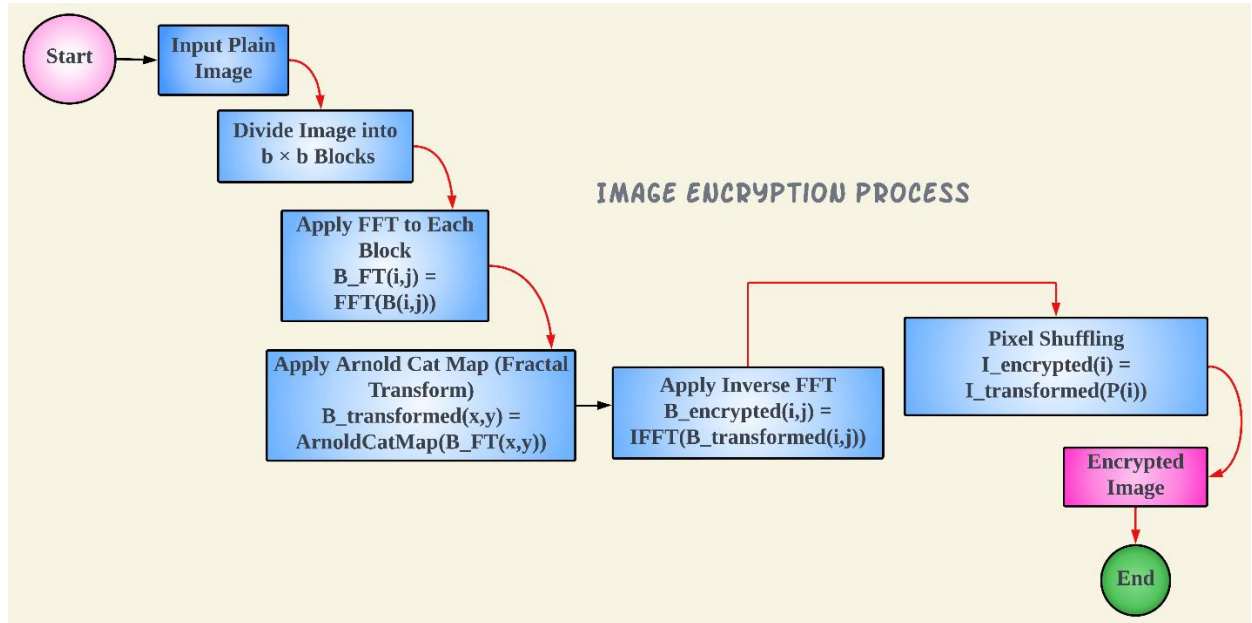 Start
Input Plain
Image
Divide Image into
b × b Blocks
IMAGE ENCRYPTION PROCESS
Apply FFT to Each
Block
B_FT(i,j) =
FFT(B(i,j))
Apply Arnold Cat Map (Fractal
Transform)
B_transformed(x,y) =
ArnoldCatMap(B_FT(x,y))
Apply Inverse FFT
B_encrypted(i,j) =
IFFT(B_transformed(i,j))
Pixel Shuffling
I_encrypted(i) =
I_transformed(P(i))
Encrypted
Image
End